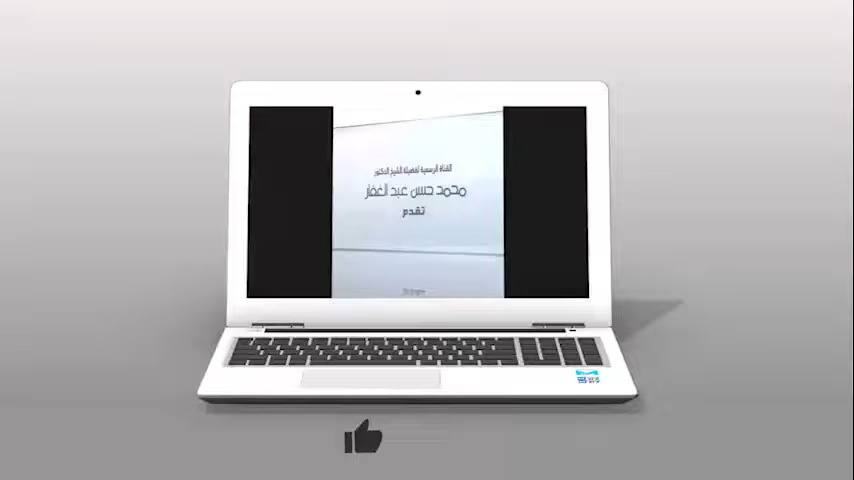 القناة الرسمية لفضيلة الشيخ الدكتور
محمد حسن عبد الغفار
تقدم